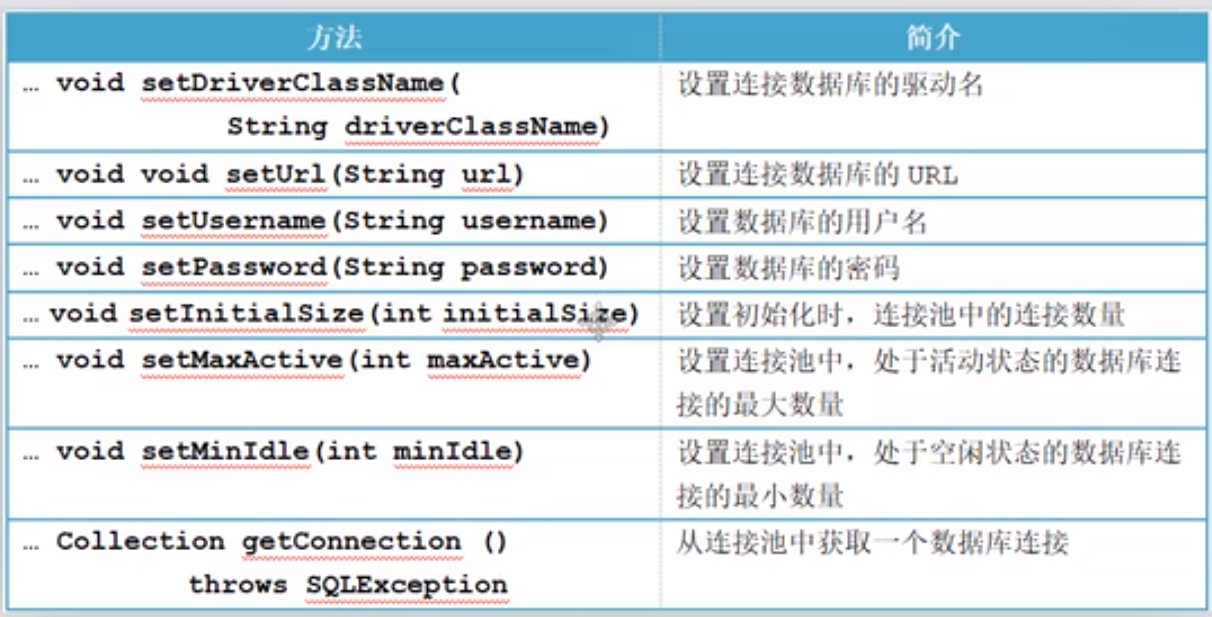 方法 简介
… void setDriverClassName( 设置连接数据库的驱动名
String driverClassName)
… void void setUrl(String url) 设置连接数据库的 URL
… void setUsername(String username) 设置数据库的用户名
… void setPassword(String password) 设置数据库的密码
… void setInitialSize(int initialSize) 设置初始化时，连接池中的连接数量
… void setMaxActive(int maxActive) 设置连接池中，处于活动状态的数据库连
接的最大数量
… void setMinIdle(int minIdle) 设置连接池中，处于空闲状态的数据库连
接的最小数量
… Collection getConnection () 从连接池中获取一个数据库连接
throws SQLException